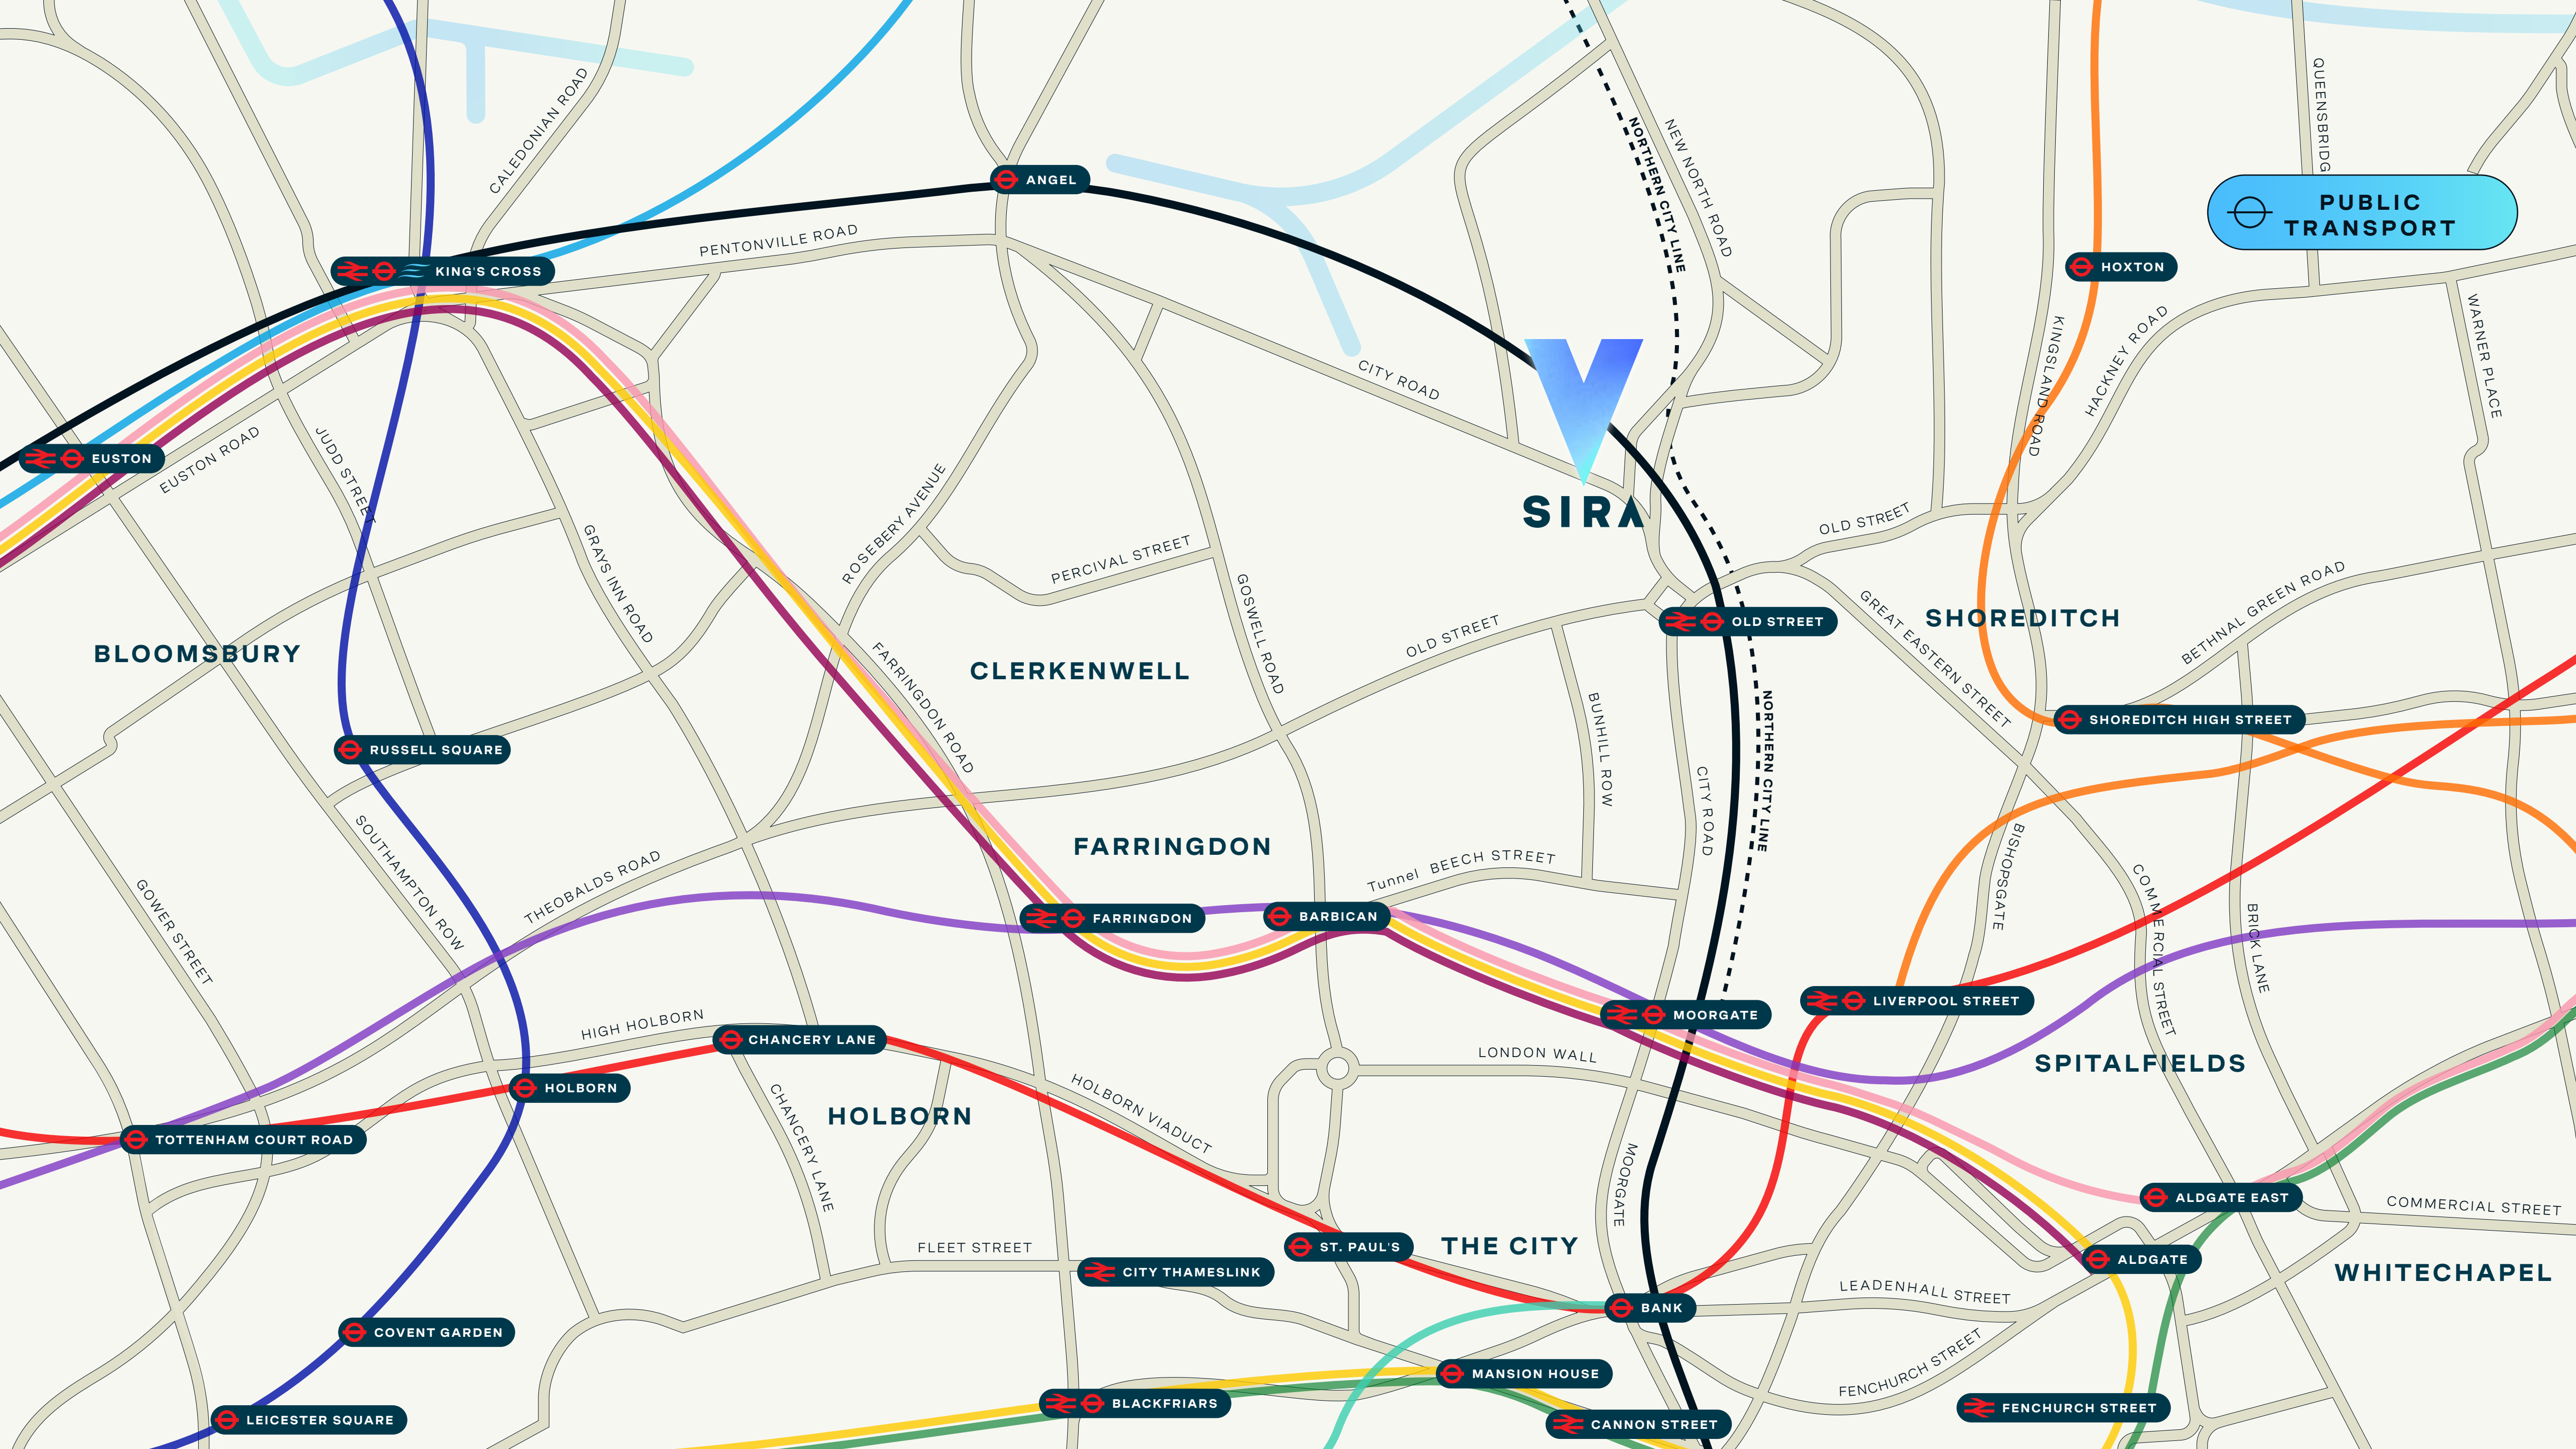 QUEENSBRIDG
CALEDONIAN ROAD
NORTHERN CITY LINE
NEW NORTH ROAD
ANGEL
PUBLIC
TRANSPORT
PENTONVILLE ROAD
KING'S CROSS
HOXTON
KINGSLAND ROAD
HACKNEY ROAD
WARNER PLACE
CITY ROAD
EUSTON
EUSTON ROAD
JUDD STREET
SIRA
ROSEBERY AVENUE
GRAYS INN ROAD
PERCIVAL STREET
OLD STREET
GOSWELL ROAD
OLD STREET
OLD STREET
GREAT EASTERN STREET
SHOREDITCH
BETHNAL GREEN ROAD
BLOOMSBURY
CLERKENWELL
FARRINGDON ROAD
BUNHILL ROW
NORTHERN CITY LINE
SHOREDITCH HIGH STREET
RUSSELL SQUARE
CITY ROAD
SOUTHAMPTON ROW
FARRINGDON
THEOBALDS ROAD
Tunnel BEECH STREET
BISHOPSGATE
COMMERCIAL STREET
BRICK LANE
GOWER STREET
FARRINGDON
BARBICAN
MOORGATE
LIVERPOOL STREET
HIGH HOLBORN
CHANCERY LANE
LONDON WALL
SPITALFIELDS
HOLBORN
CHANCERY LANE
HOLBORN
HOLBORN VIADUCT
TOTTENHAM COURT ROAD
MOORGATE
ALDGATE EAST
COMMERCIAL STREET
FLEET STREET
ST. PAUL'S
THE CITY
ALDGATE
CITY THAMESLINK
WHITECHAPEL
LEADENHALL STREET
BANK
COVENT GARDEN
FENCHURCH STREET
MANSION HOUSE
BLACKFRIARS
FENCHURCH STREET
LEICESTER SQUARE
CANNON STREET